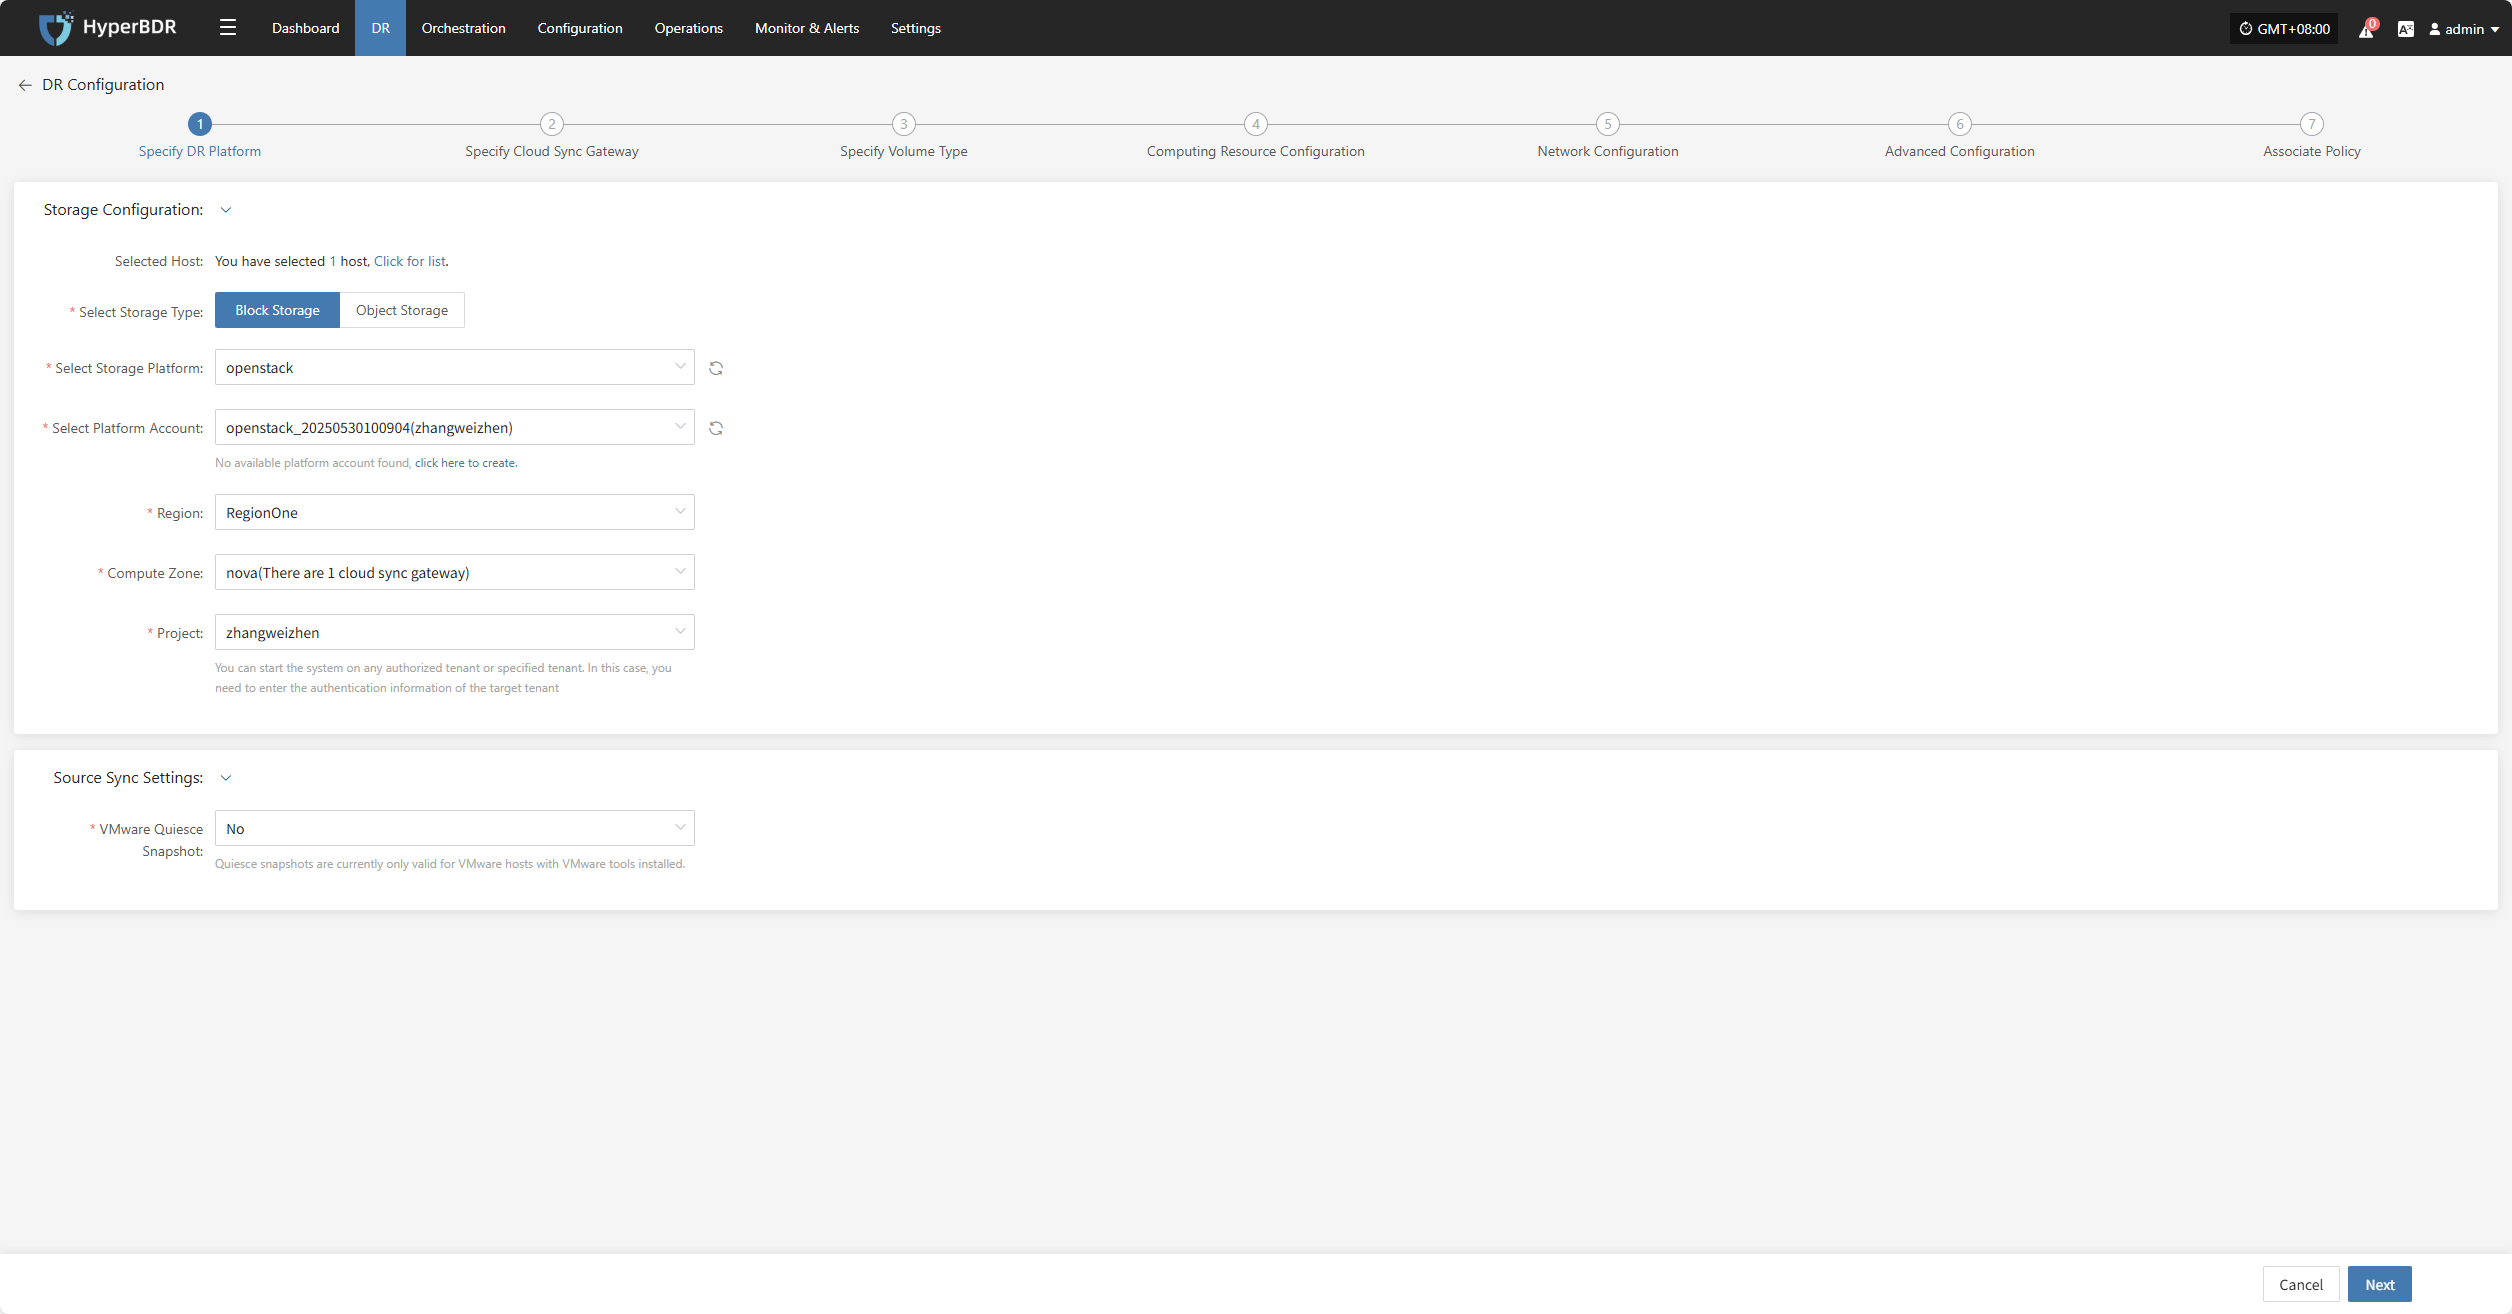 HyperBDR
Dashboard
DR
Orchestration
Configuration
Operations
Monitor & Alerts
Settings
GMT+08:00
0
admin
DR Configuration
1
2
3
4
5
6
7
Specify DR Platform
Specify Cloud Sync Gateway
Specify Volume Type
Computing Resource Configuration
Network Configuration
Advanced Configuration
Associate Policy
Storage Configuration:
Selected Host: You have selected 1 host, Click for list.
* Select Storage Type: Block Storage Object Storage
* Select Storage Platform: openstack
* Select Platform Account: openstack_20250530100904(zhangweizhen)
No available platform account found, click here to create.
* Region: RegionOne
* Compute Zone: nova(There are 1 cloud sync gateway)
* Project: zhangweizhen
You can start the system on any authorized tenant or specified tenant. In this case, you
need to enter the authentication information of the target tenant
Source Sync Settings:
* VMware Quiesce
Snapshot:
No
Quiesce snapshots are currently only valid for VMware hosts with VMware tools installed.
Cancel
Next